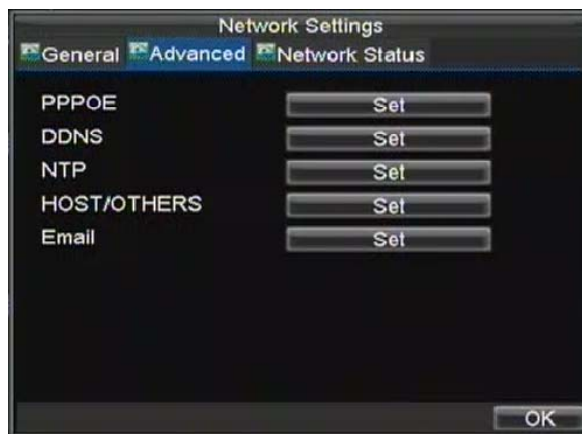 Network Settings
General Advanced Network Status
PPPOE Set
DDNS Set
NTP Set
HOST/OTHERS Set
Email Set
OK